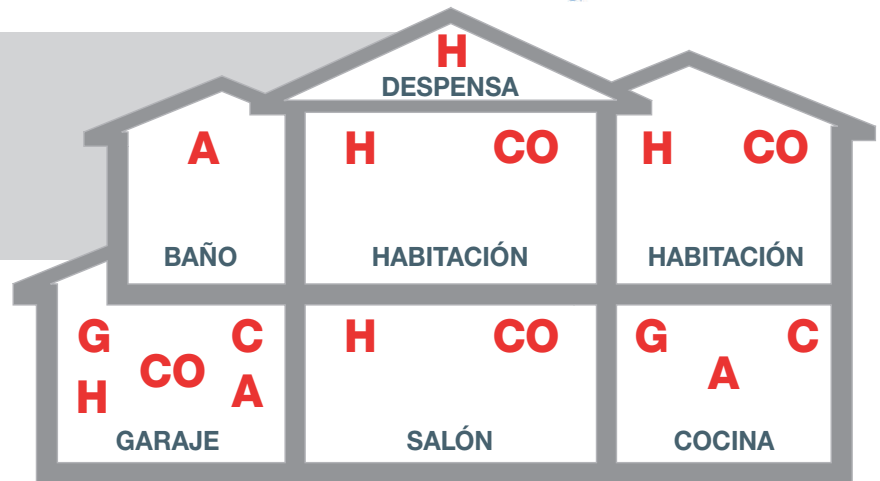 H
DESPENSA
A
BAÑO
H CO
HABITACIÓN
H CO
HABITACIÓN
G C
CO
H A
GARAJE
H CO
SALÓN
G C
A
COCINA